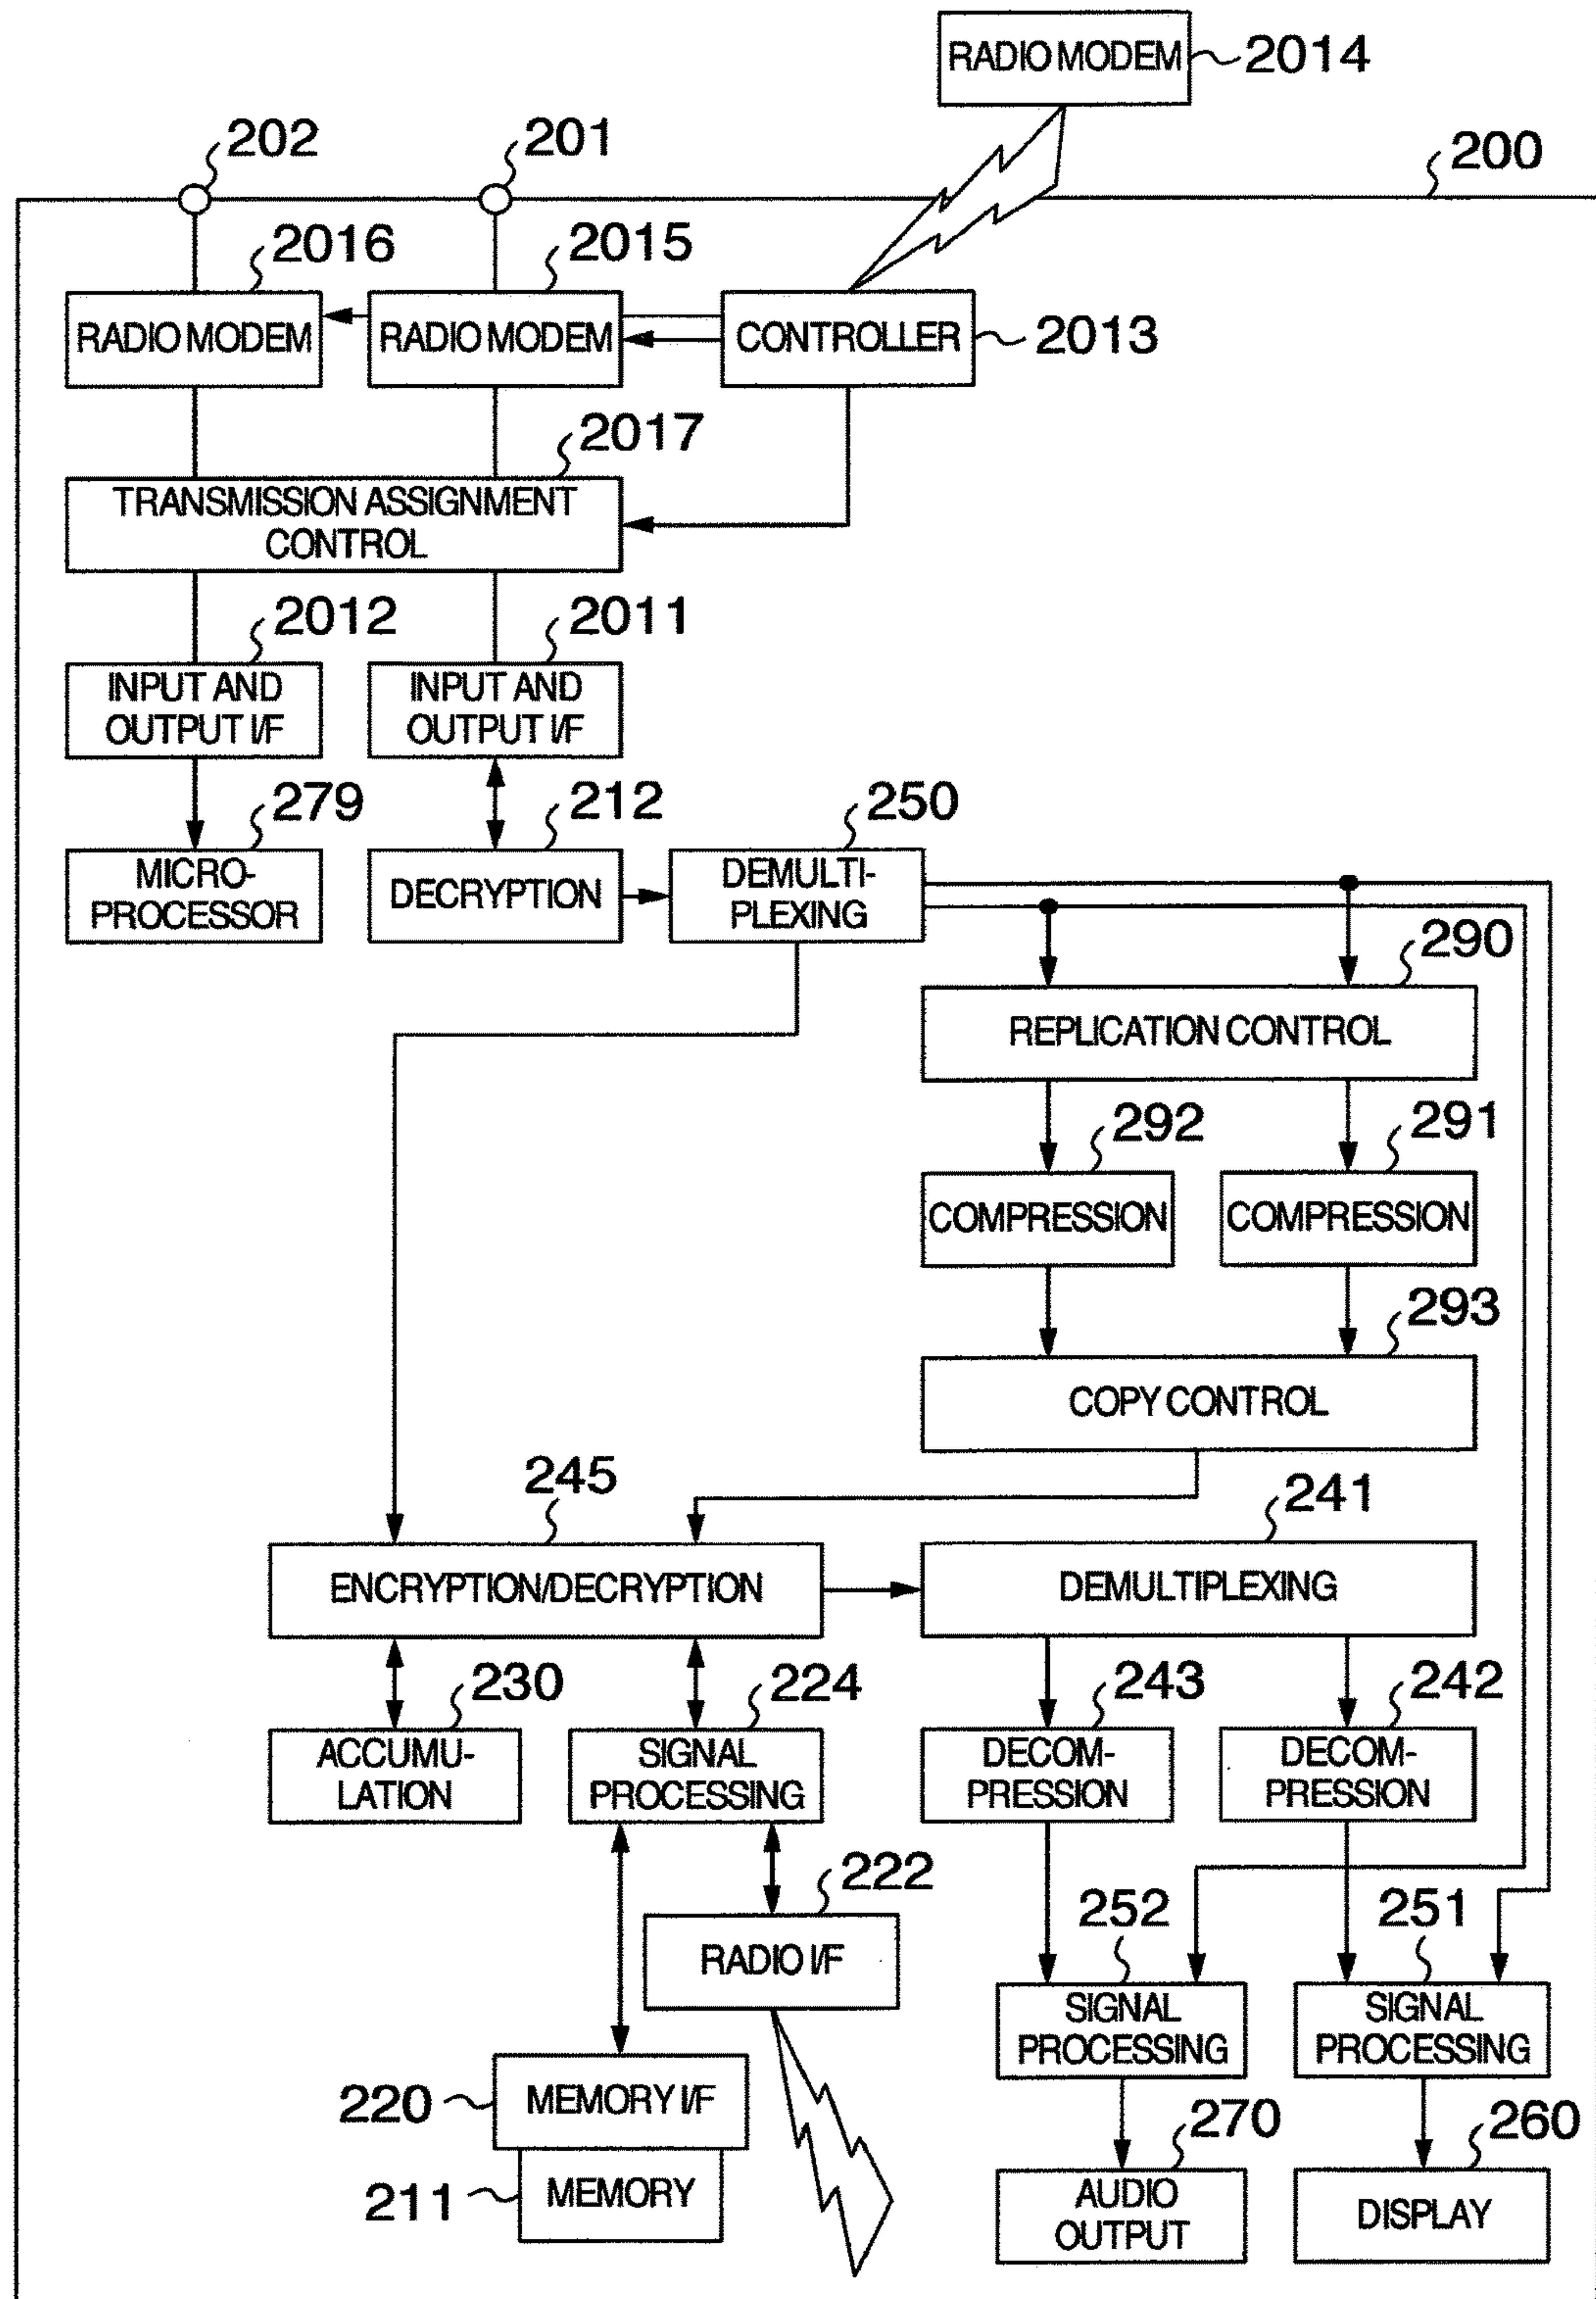 RADIO MODEM
2014
202
201
200
2016
2015
RADIO MODEM
RADIO MODEM
CONTROLLER
2013
2017
TRANSMISSION ASSIGNMENT
CONTROL
2012
2011
INPUT AND
OUTPUT I/F
INPUT AND
OUTPUT I/F
279
212
250
MICRO-
PROCESSOR
DECRYPTION
DEMULTI-
PLEXING
290
REPLICATION CONTROL
292
291
COMPRESSION
COMPRESSION
293
COPY CONTROL
245
241
ENCRYPTION/DECRYPTION
DEMULTIPLEXING
230
224
243
242
ACCUMU-
LATION
SIGNAL
PROCESSING
DECOM-
PRESSION
DECOM-
PRESSION
222
252
251
RADIO I/F
SIGNAL
PROCESSING
SIGNAL
PROCESSING
220
MEMORY I/F
270
260
211
MEMORY
AUDIO
OUTPUT
DISPLAY